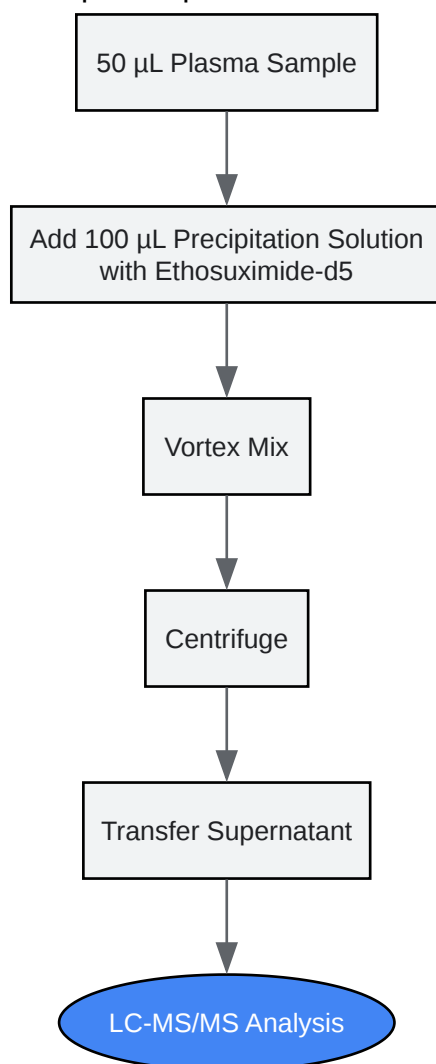 50 µL Plasma Sample
Add 100 µL Precipitation Solution
with Ethosuximide-d5
Vortex Mix
Centrifuge
Transfer Supernatant
LC-MS/MS Analysis